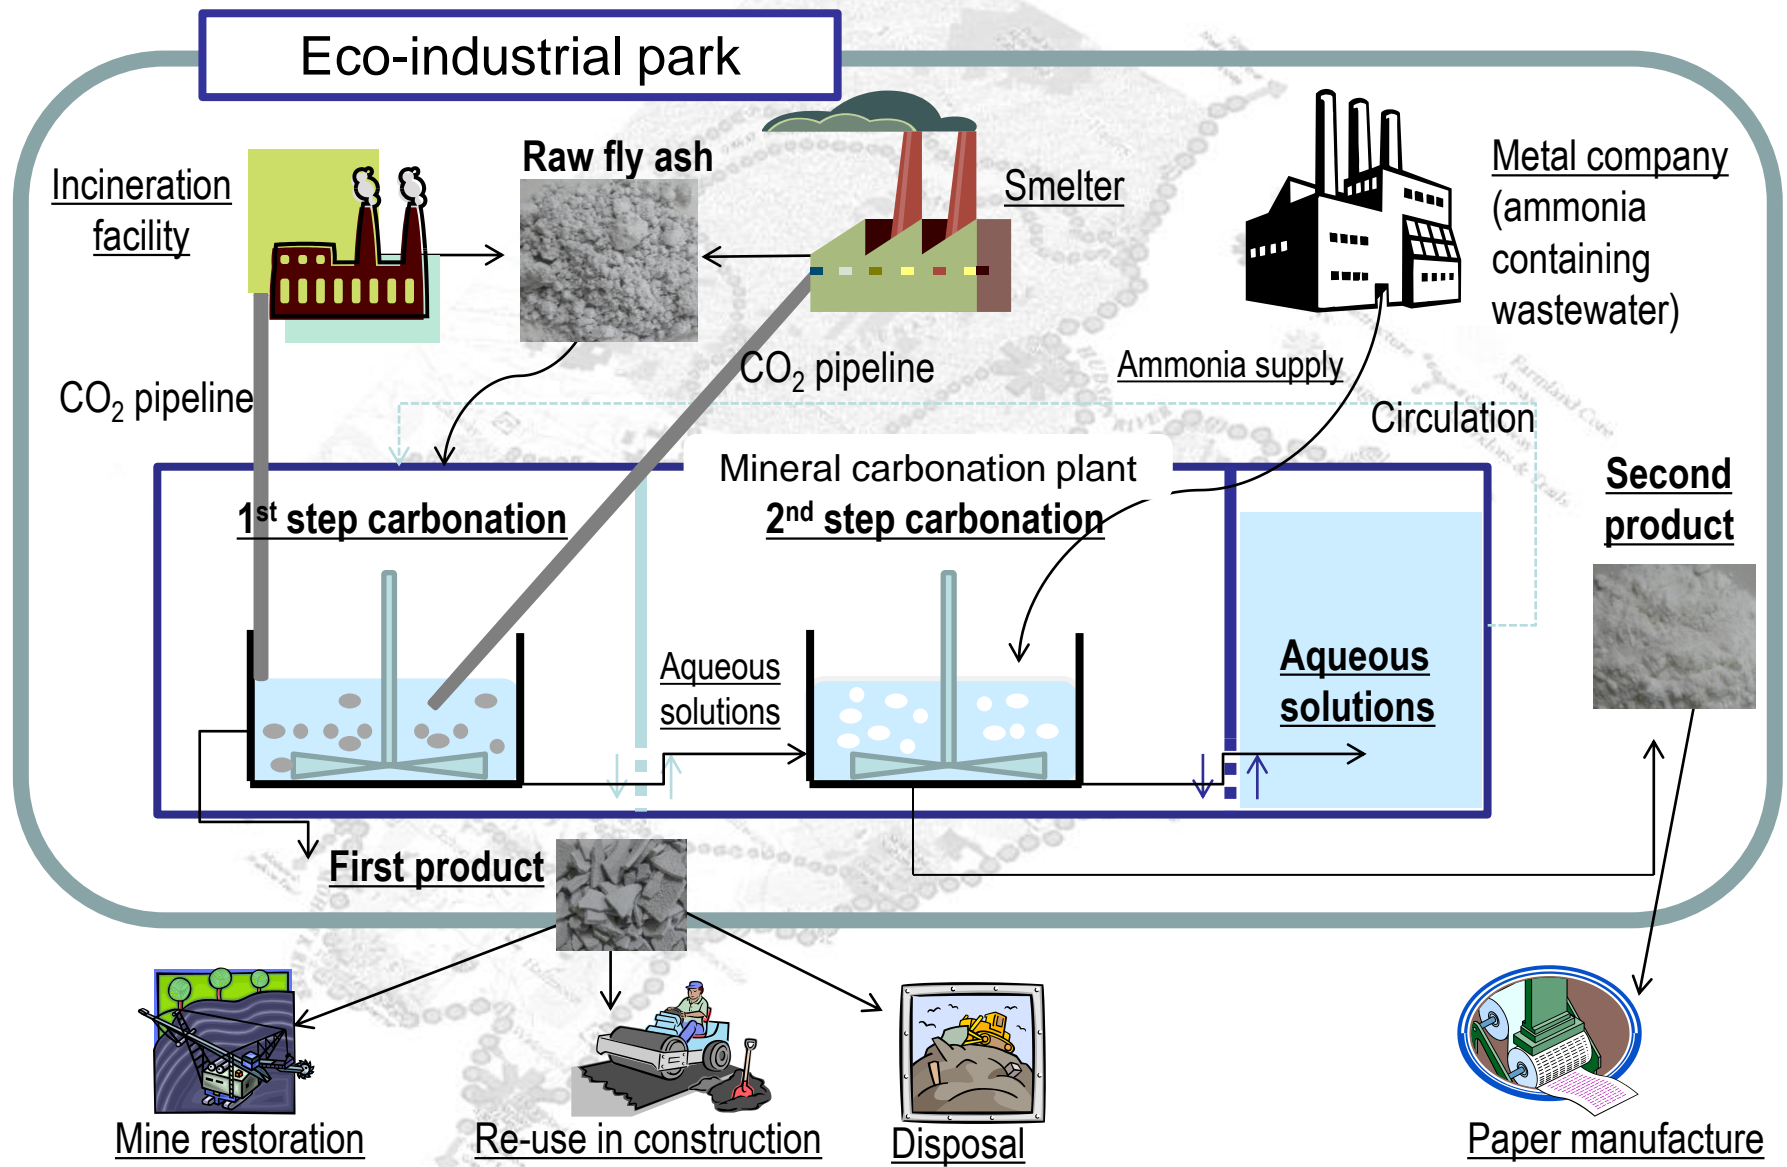 Eco-industrial park
Incineration
facility
Raw fly ash
Smelter
Metal company
(ammonia
containing
wastewater)
CO₂ pipeline
CO₂ pipeline
Ammonia supply
Circulation
Mineral carbonation plant
1st step carbonation
2nd step carbonation
Second
product
Aqueous
solutions
Aqueous
solutions
First product
Mine restoration
Re-use in construction
Disposal
Paper manufacture